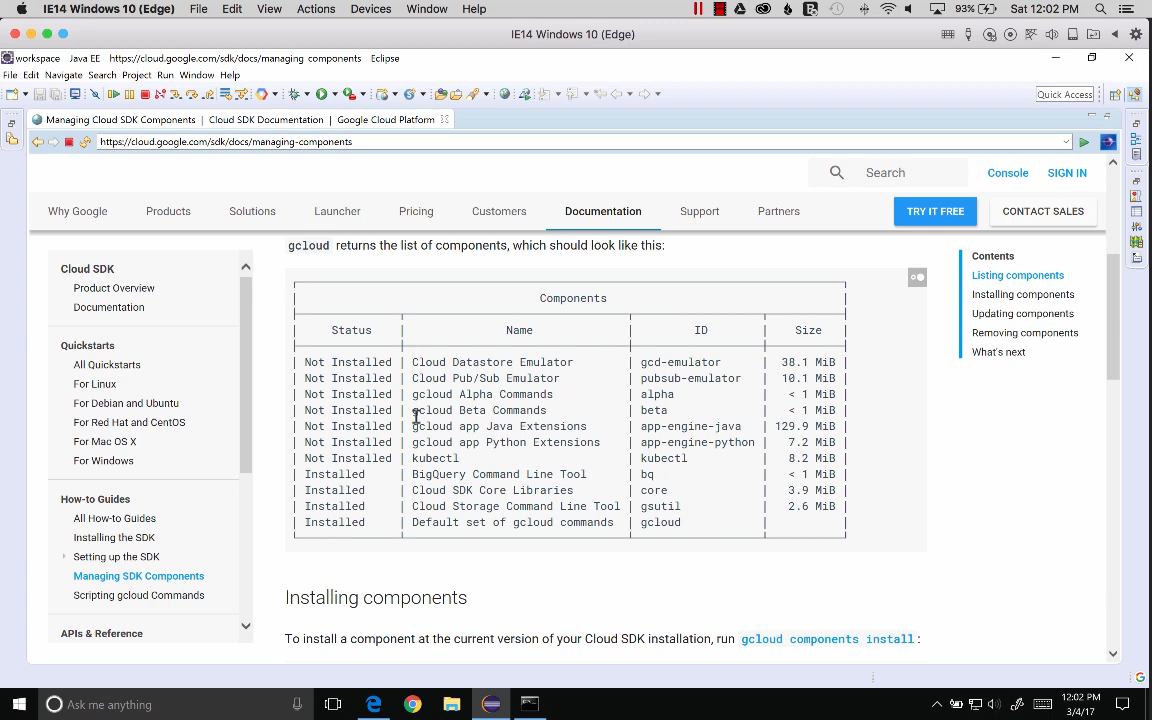 IE14 Windows 10 (Edge) File Edit View Actions Devices Window Help 93% Sat 12:02 PM
IE14 Windows 10 (Edge)
workspace Java EE https://cloud.google.com/sdk/docs/managing components Eclipse
File Edit Navigate Search Project Run Window Help
Quick Access
Managing Cloud SDK Components | Cloud SDK Documentation | Google Cloud Platform
https://cloud.google.com/sdk/docs/managing-components
Search Console SIGN IN
Why Google Products Solutions Launcher Pricing Customers Documentation Support Partners TRY IT FREE CONTACT SALES
Cloud SDK
Product Overview
Documentation
Quickstarts
All Quickstarts
For Linux
For Debian and Ubuntu
For Red Hat and CentOS
For Mac OS X
For Windows
How-to Guides
All How-to Guides
Installing the SDK
Setting up the SDK
Managing SDK Components
Scripting gcloud Commands
APIs & Reference
gcloud returns the list of components, which should look like this:
Components
Status | Name | ID | Size
Not Installed | Cloud Datastore Emulator | gcd-emulator | 38.1 MiB
Not Installed | Cloud Pub/Sub Emulator | pubsub-emulator | 10.1 MiB
Not Installed | gcloud Alpha Commands | alpha | < 1 MiB
Not Installed | gcloud Beta Commands | beta | < 1 MiB
Not Installed | gcloud app Java Extensions | app-engine-java | 129.9 MiB
Not Installed | gcloud app Python Extensions | app-engine-python | 7.2 MiB
Not Installed | kubectl | kubectl | 8.2 MiB
Installed | BigQuery Command Line Tool | bq | < 1 MiB
Installed | Cloud SDK Core Libraries | core | 3.9 MiB
Installed | Cloud Storage Command Line Tool | gsutil | 2.6 MiB
Installed | Default set of gcloud commands | gcloud |
Installing components
To install a component at the current version of your Cloud SDK installation, run gcloud components install:
Contents
Listing components
Installing components
Updating components
Removing components
What's next
Ask me anything
12:02 PM
3/4/17